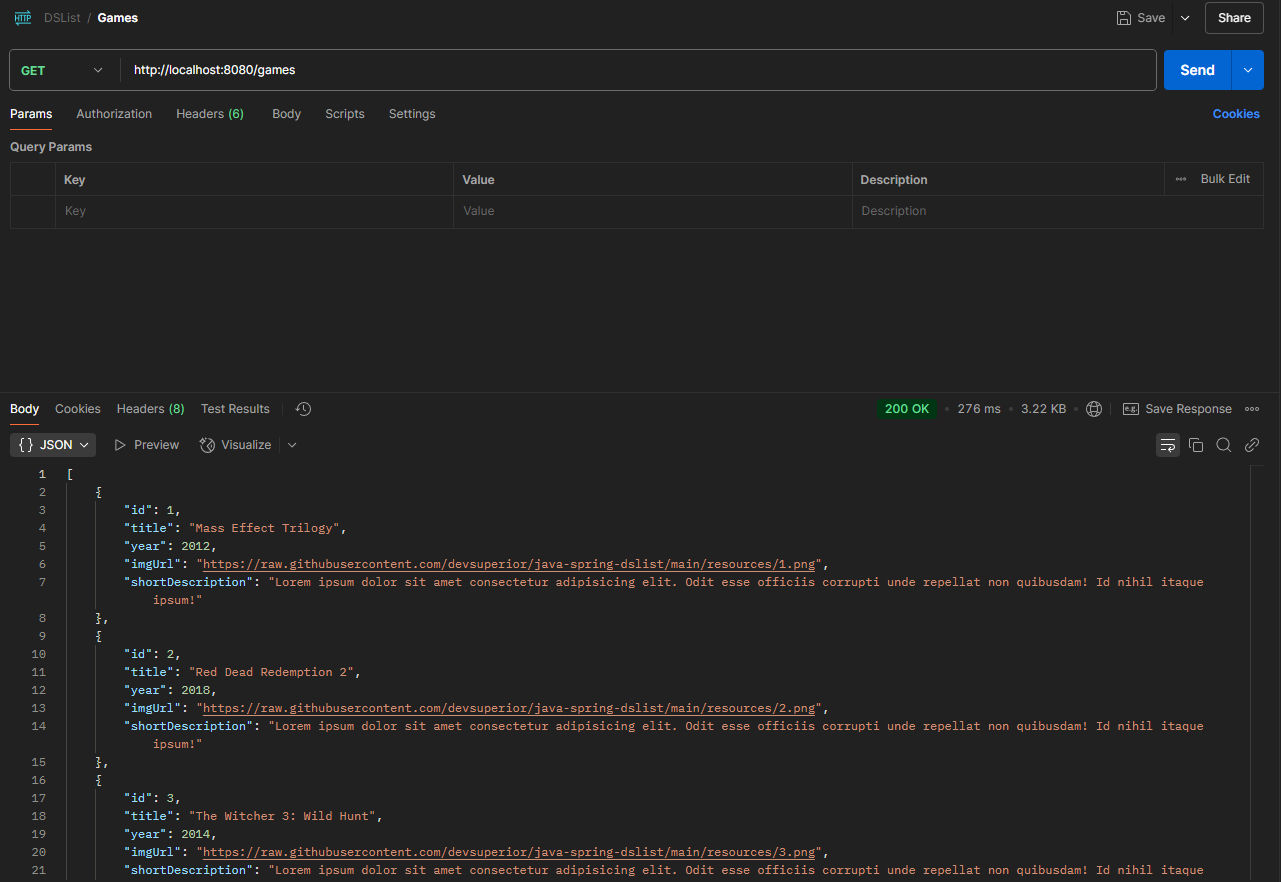 HTTP DSList / Games Save Share
GET http://localhost:8080/games Send
Params Authorization Headers (6) Body Scripts Settings Cookies
Query Params
Key Value Description ••• Bulk Edit
Key Value Description
Body Cookies Headers (8) Test Results 200 OK • 276 ms • 3.22 KB • e.g. Save Response •••
{} JSON Preview Visualize
1 [
2 {
3 "id": 1,
4 "title": "Mass Effect Trilogy",
5 "year": 2012,
6 "imgUrl": "https://raw.githubusercontent.com/devsuperior/java-spring-dslist/main/resources/1.png",
7 "shortDescription": "Lorem ipsum dolor sit amet consectetur adipisicing elit. Odit esse officiis corrupti unde repellat non quibusdam! Id nihil itaque
ipsum!"
8 },
9 {
10 "id": 2,
11 "title": "Red Dead Redemption 2",
12 "year": 2018,
13 "imgUrl": "https://raw.githubusercontent.com/devsuperior/java-spring-dslist/main/resources/2.png",
14 "shortDescription": "Lorem ipsum dolor sit amet consectetur adipisicing elit. Odit esse officiis corrupti unde repellat non quibusdam! Id nihil itaque
ipsum!"
15 },
16 {
17 "id": 3,
18 "title": "The Witcher 3: Wild Hunt",
19 "year": 2014,
20 "imgUrl": "https://raw.githubusercontent.com/devsuperior/java-spring-dslist/main/resources/3.png",
21 "shortDescription": "Lorem ipsum dolor sit amet consectetur adipisicing elit. Odit esse officiis corrupti unde repellat non quibusdam! Id nihil itaque